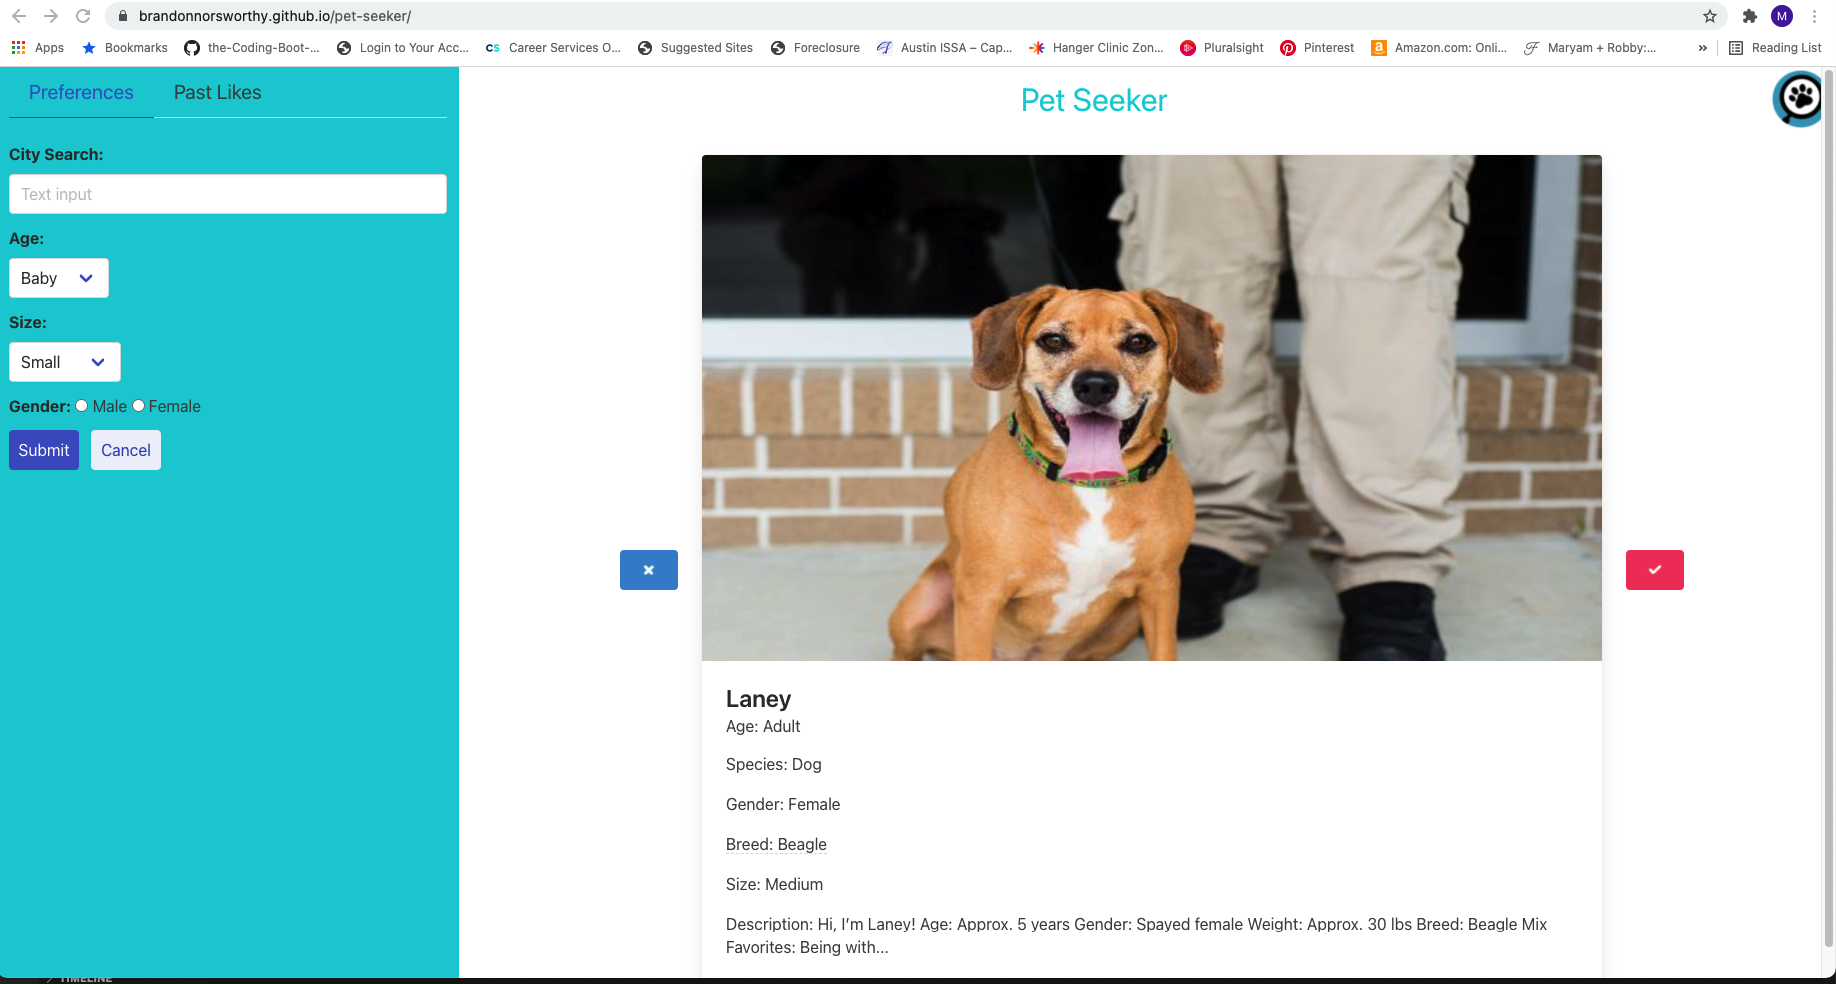 brandonnorsworthy.github.io/pet-seeker/
M
Apps Bookmarks the-Coding-Boot-... Login to Your Acc... CS Career Services O... Suggested Sites Foreclosure Austin ISSA – Cap... Hanger Clinic Zon... Pluralsight Pinterest a Amazon.com: Onli... Maryam + Robby:... » Reading List
Preferences Past Likes
Pet Seeker
City Search:
Text input
Age:
Baby
Size:
Small
Gender: Male Female
Submit Cancel
Laney
Age: Adult
Species: Dog
Gender: Female
Breed: Beagle
Size: Medium
Description: Hi, I'm Laney! Age: Approx. 5 years Gender: Spayed female Weight: Approx. 30 lbs Breed: Beagle Mix
Favorites: Being with...
TIMELINE